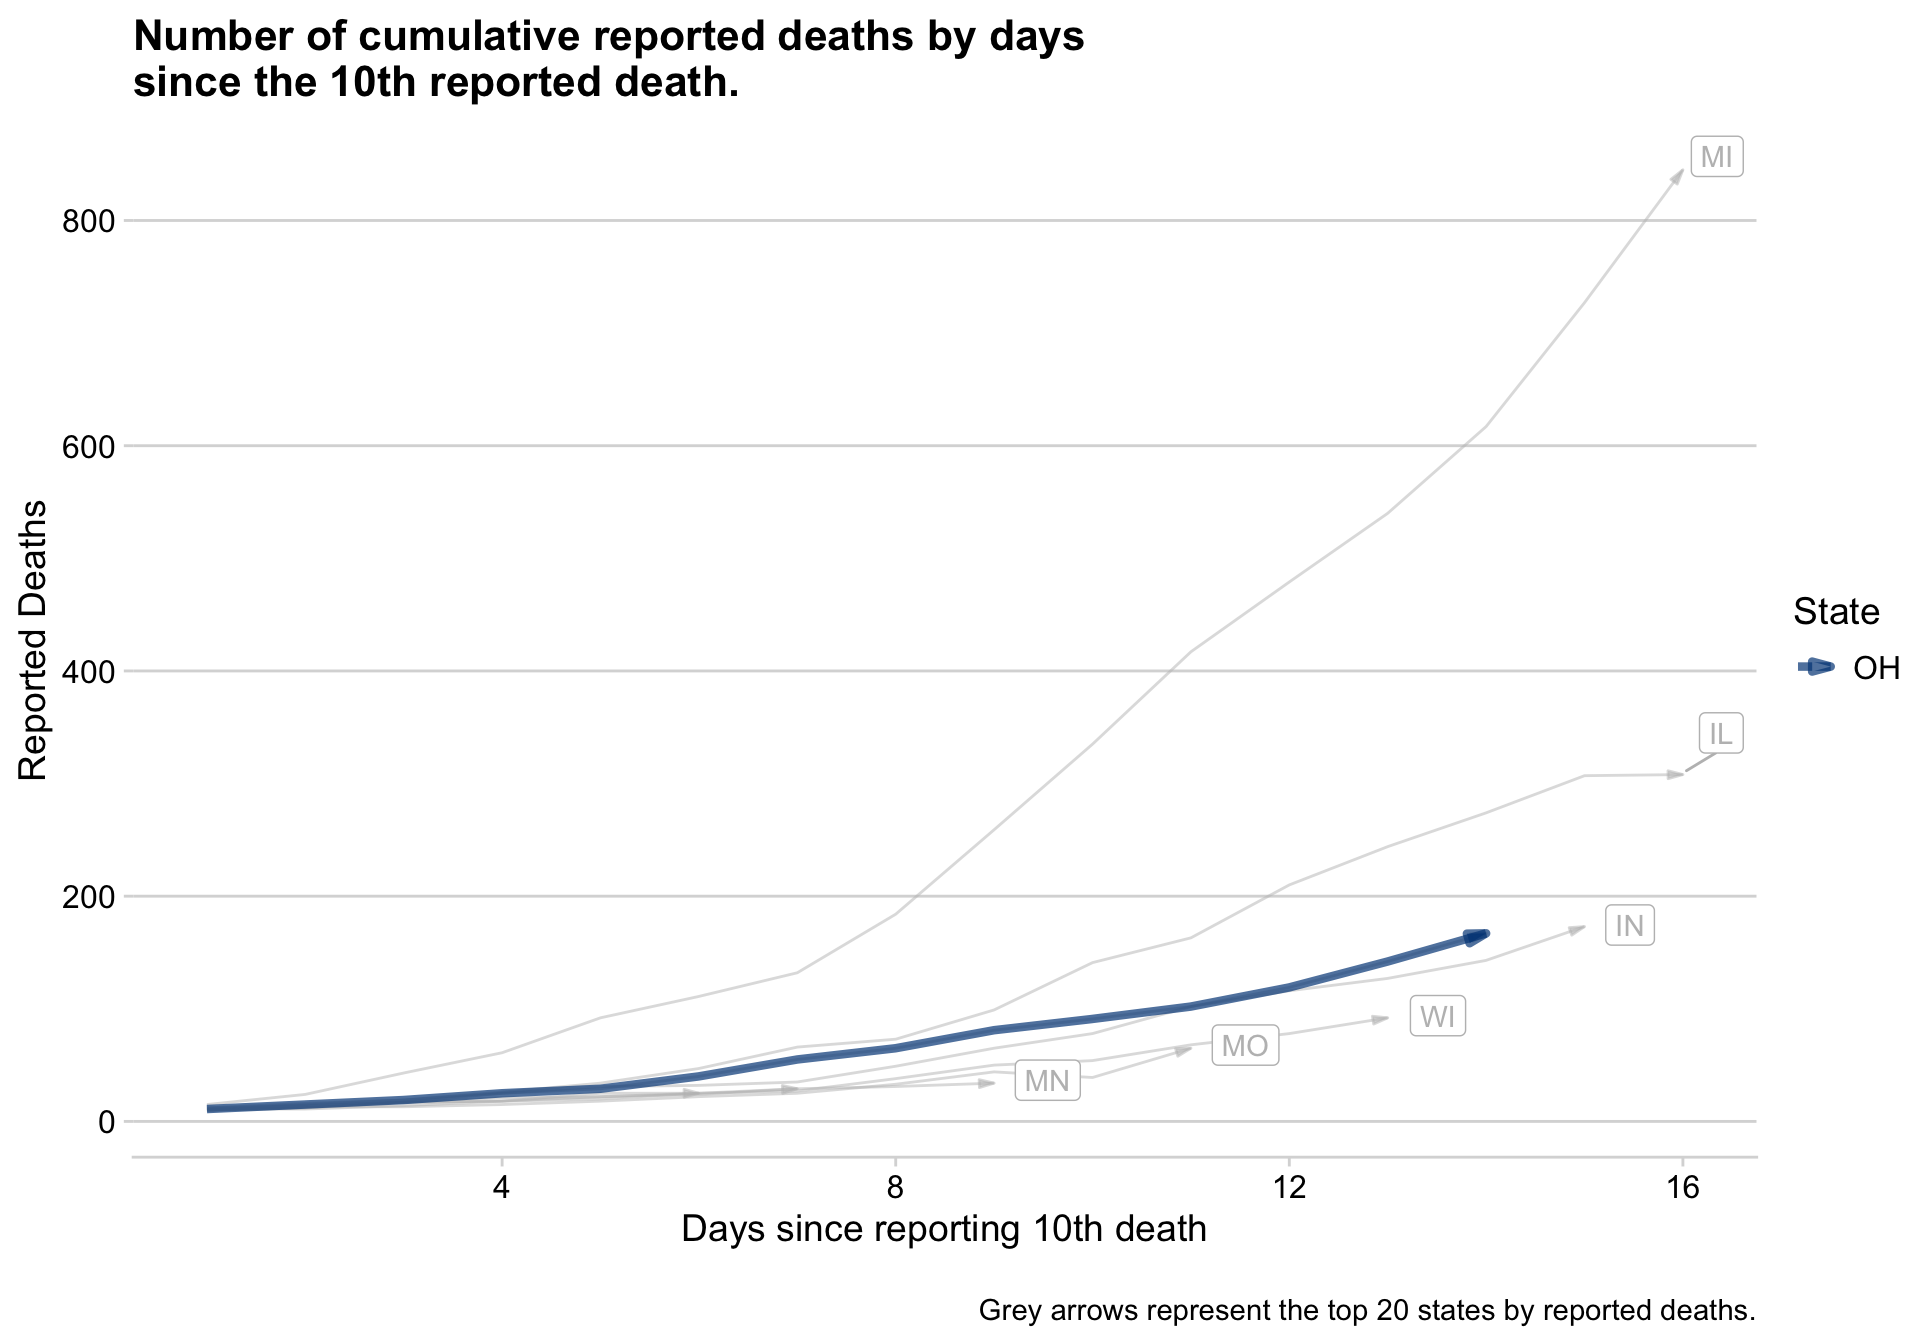 Number of cumulative reported deaths by days
since the 10th reported death.
MI
800
600
Reported Deaths
State
OH
400
IL
200
IN
WI
MO
MN
0
4
8
12
16
Days since reporting 10th death
Grey arrows represent the top 20 states by reported deaths.